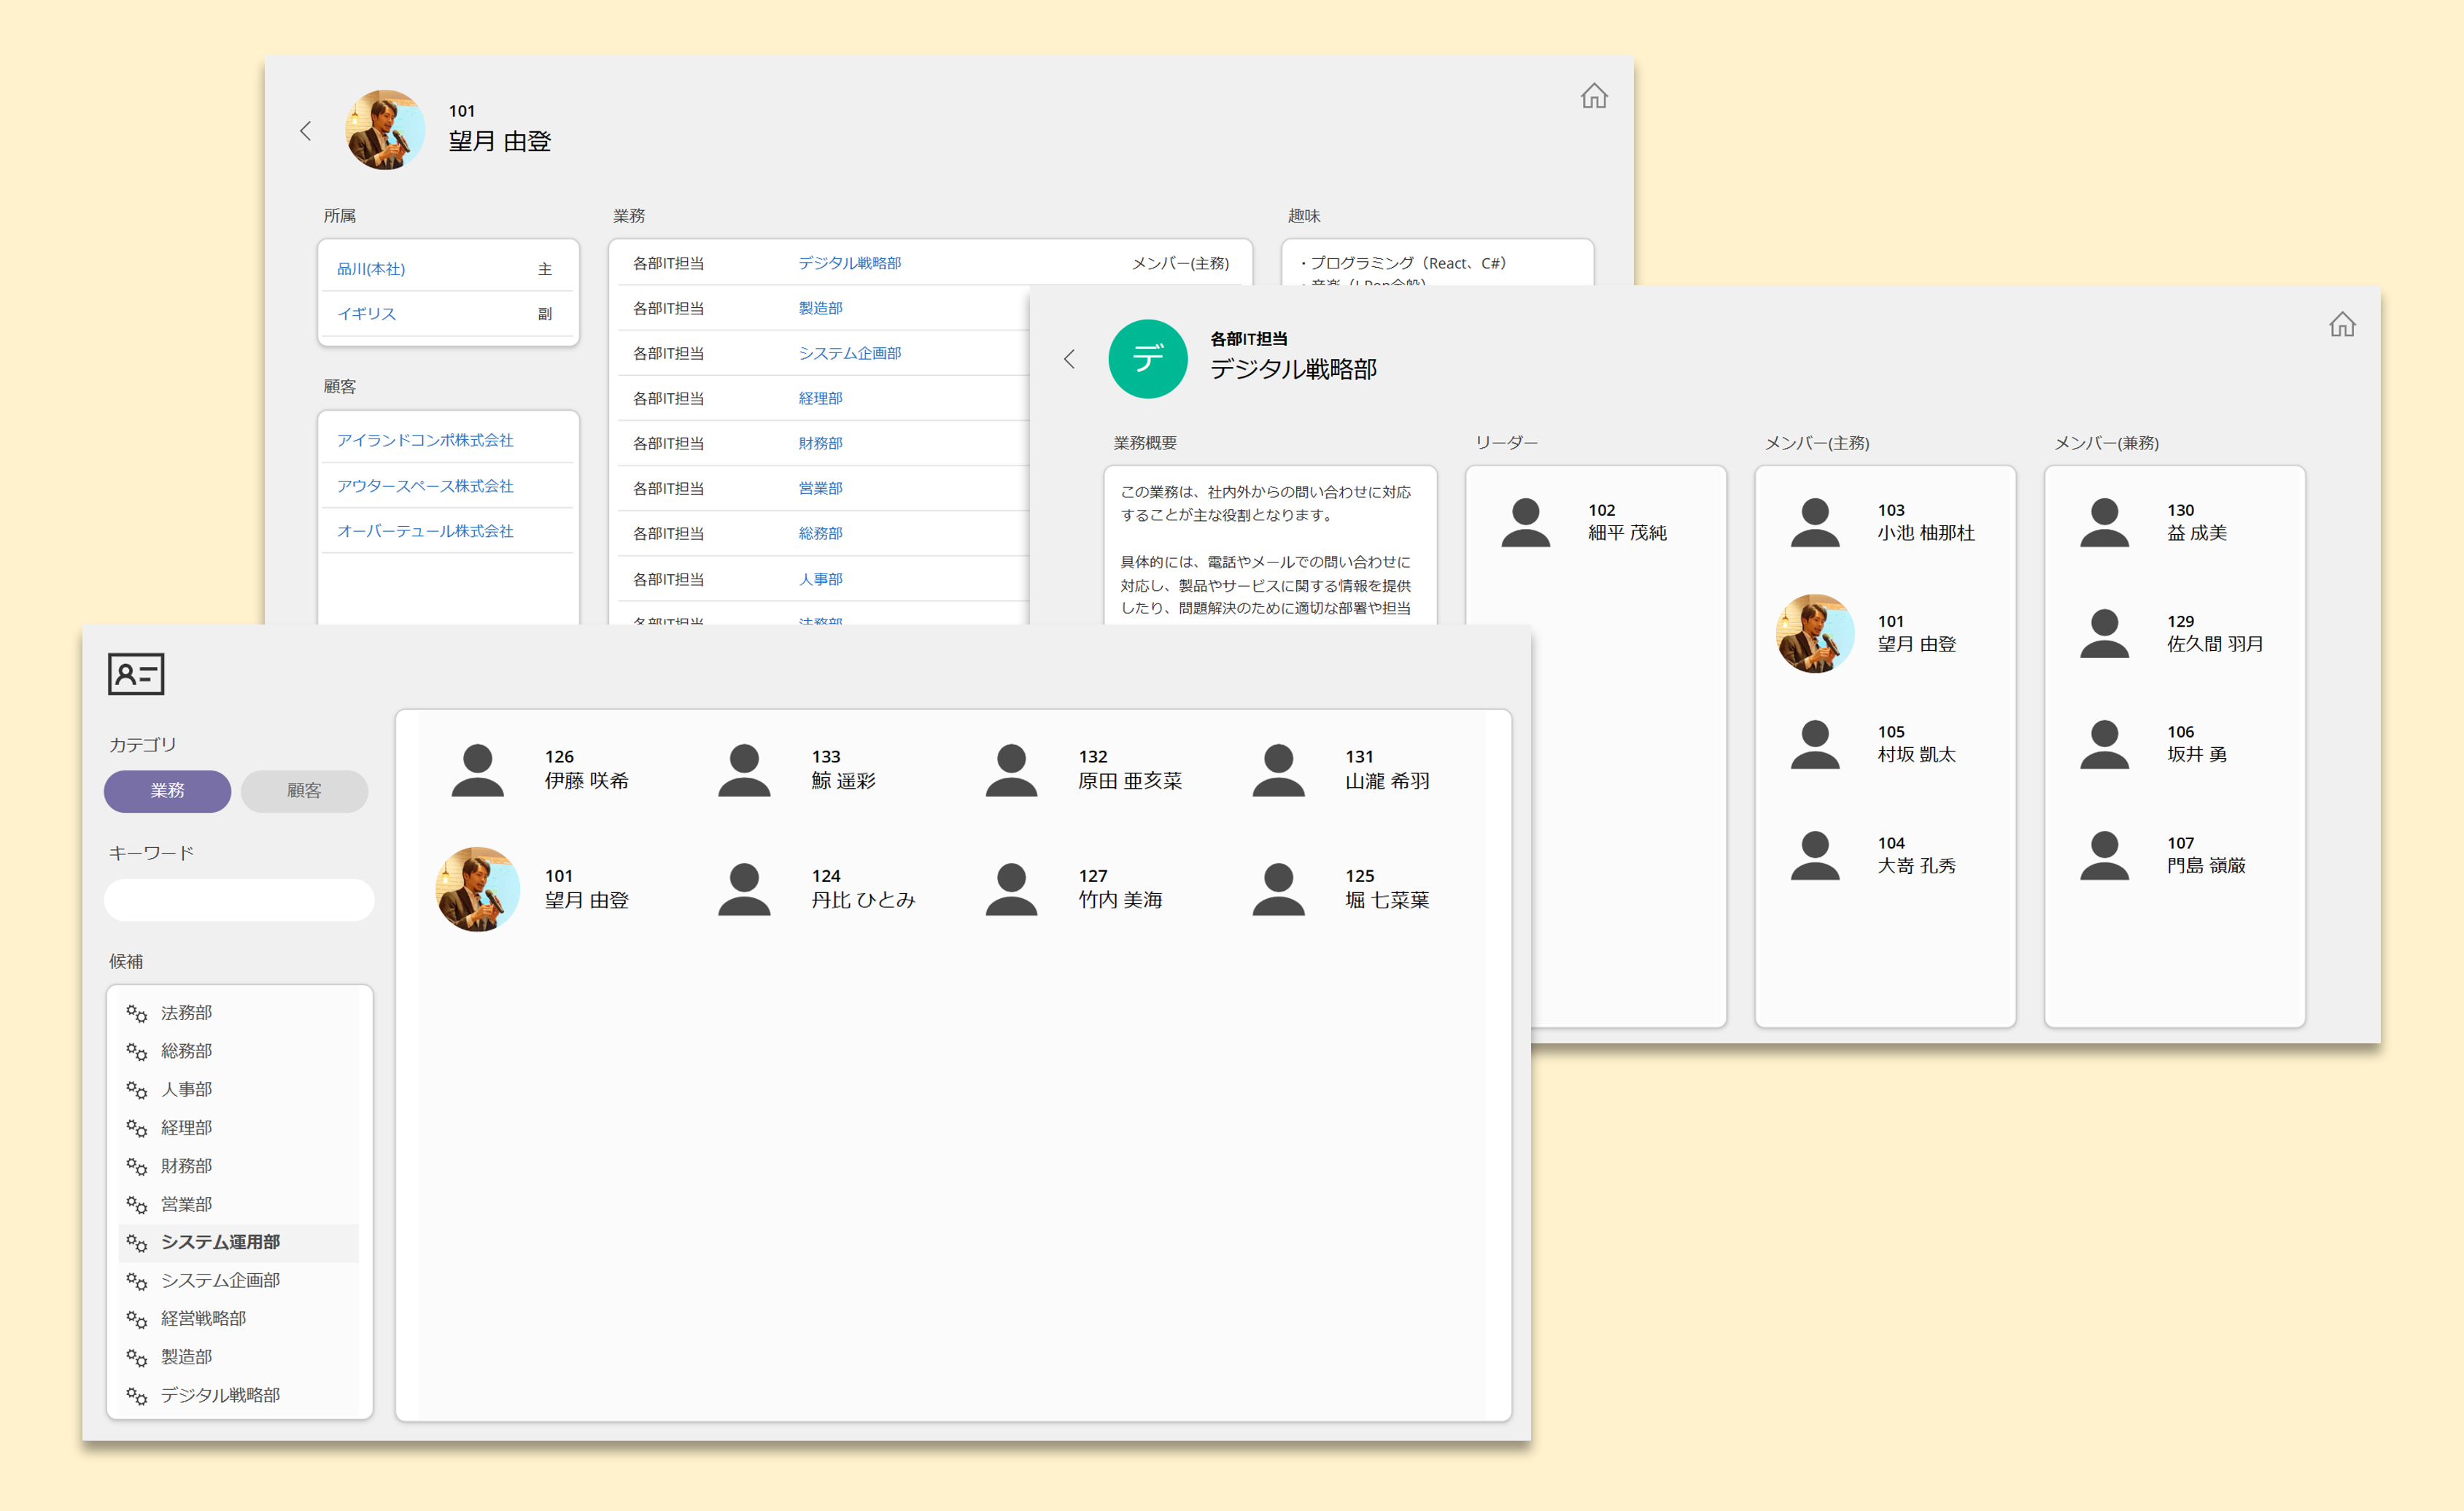 101
望月 由登
所属
品川(本社) 主
イギリス 副
顧客
アイランドコンポ株式会社
アウタースペース株式会社
オーバーテュール株式会社
業務
各部IT担当 デジタル戦略部 メンバー(主務)
各部IT担当 製造部
各部IT担当 システム企画部
各部IT担当 経理部
各部IT担当 財務部
各部IT担当 営業部
各部IT担当 総務部
各部IT担当 人事部
各部IT担当 法務部
趣味
・プログラミング（React、C#）
デ
各部IT担当
デジタル戦略部
業務概要
この業務は、社内外からの問い合わせに対応
することが主な役割となります。
具体的には、電話やメールでの問い合わせに
対応し、製品やサービスに関する情報を提供
したり、問題解決のために適切な部署や担当
リーダー
102
細平 茂純
メンバー(主務)
103
小池 柚那杜
101
望月 由登
105
村坂 凱太
104
大嵜 孔秀
メンバー(兼務)
130
益 成美
129
佐久間 羽月
106
坂井 勇
107
門島 嶺厳
カテゴリ
業務 顧客
キーワード
候補
法務部
総務部
人事部
経理部
財務部
営業部
システム運用部
システム企画部
経営戦略部
製造部
デジタル戦略部
126
伊藤 咲希
133
鯨 遥彩
132
原田 亜亥菜
131
山瀧 希羽
101
望月 由登
124
丹比 ひとみ
127
竹内 美海
125
堀 七菜葉